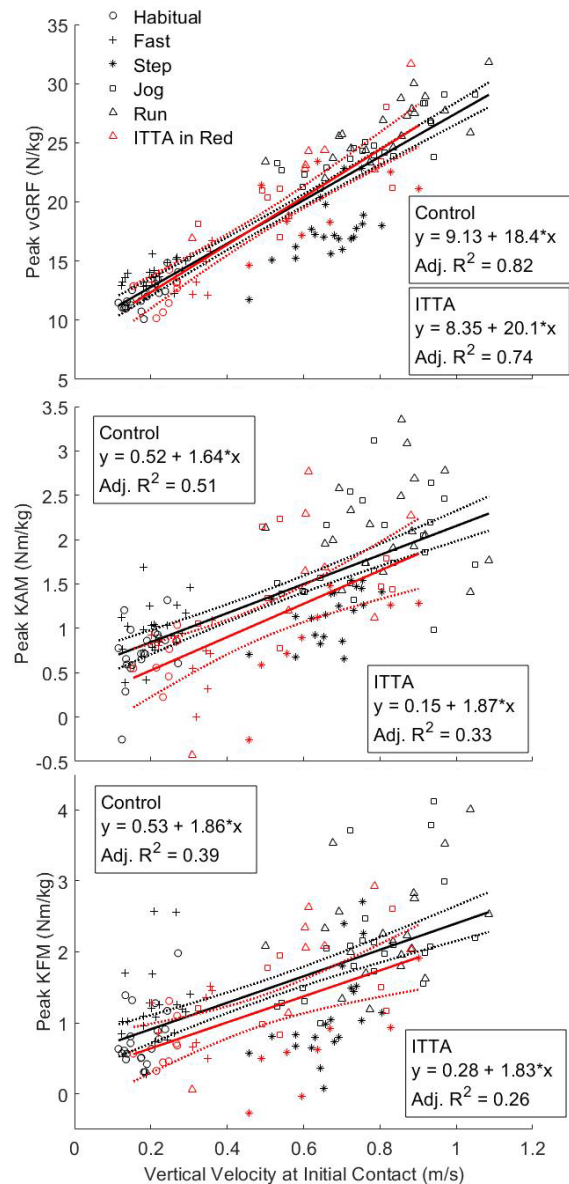 Habitual
Fast
Step
Jog
Run
ITTA in Red
35
30
25
20
15
10
5
Peak vGRF (N/kg)
Control
y = 9.13 + 18.4*x
Adj. R² = 0.82
ITTA
y = 8.35 + 20.1*x
Adj. R² = 0.74
3.5
3
2.5
2
1.5
1
0.5
0
-0.5
Peak KAM (Nm/kg)
Control
y = 0.52 + 1.64*x
Adj. R² = 0.51
ITTA
y = 0.15 + 1.87*x
Adj. R² = 0.33
4
3
2
1
0
Peak KFM (Nm/kg)
Control
y = 0.53 + 1.86*x
Adj. R² = 0.39
ITTA
y = 0.28 + 1.83*x
Adj. R² = 0.26
0 0.2 0.4 0.6 0.8 1 1.2
Vertical Velocity at Initial Contact (m/s)